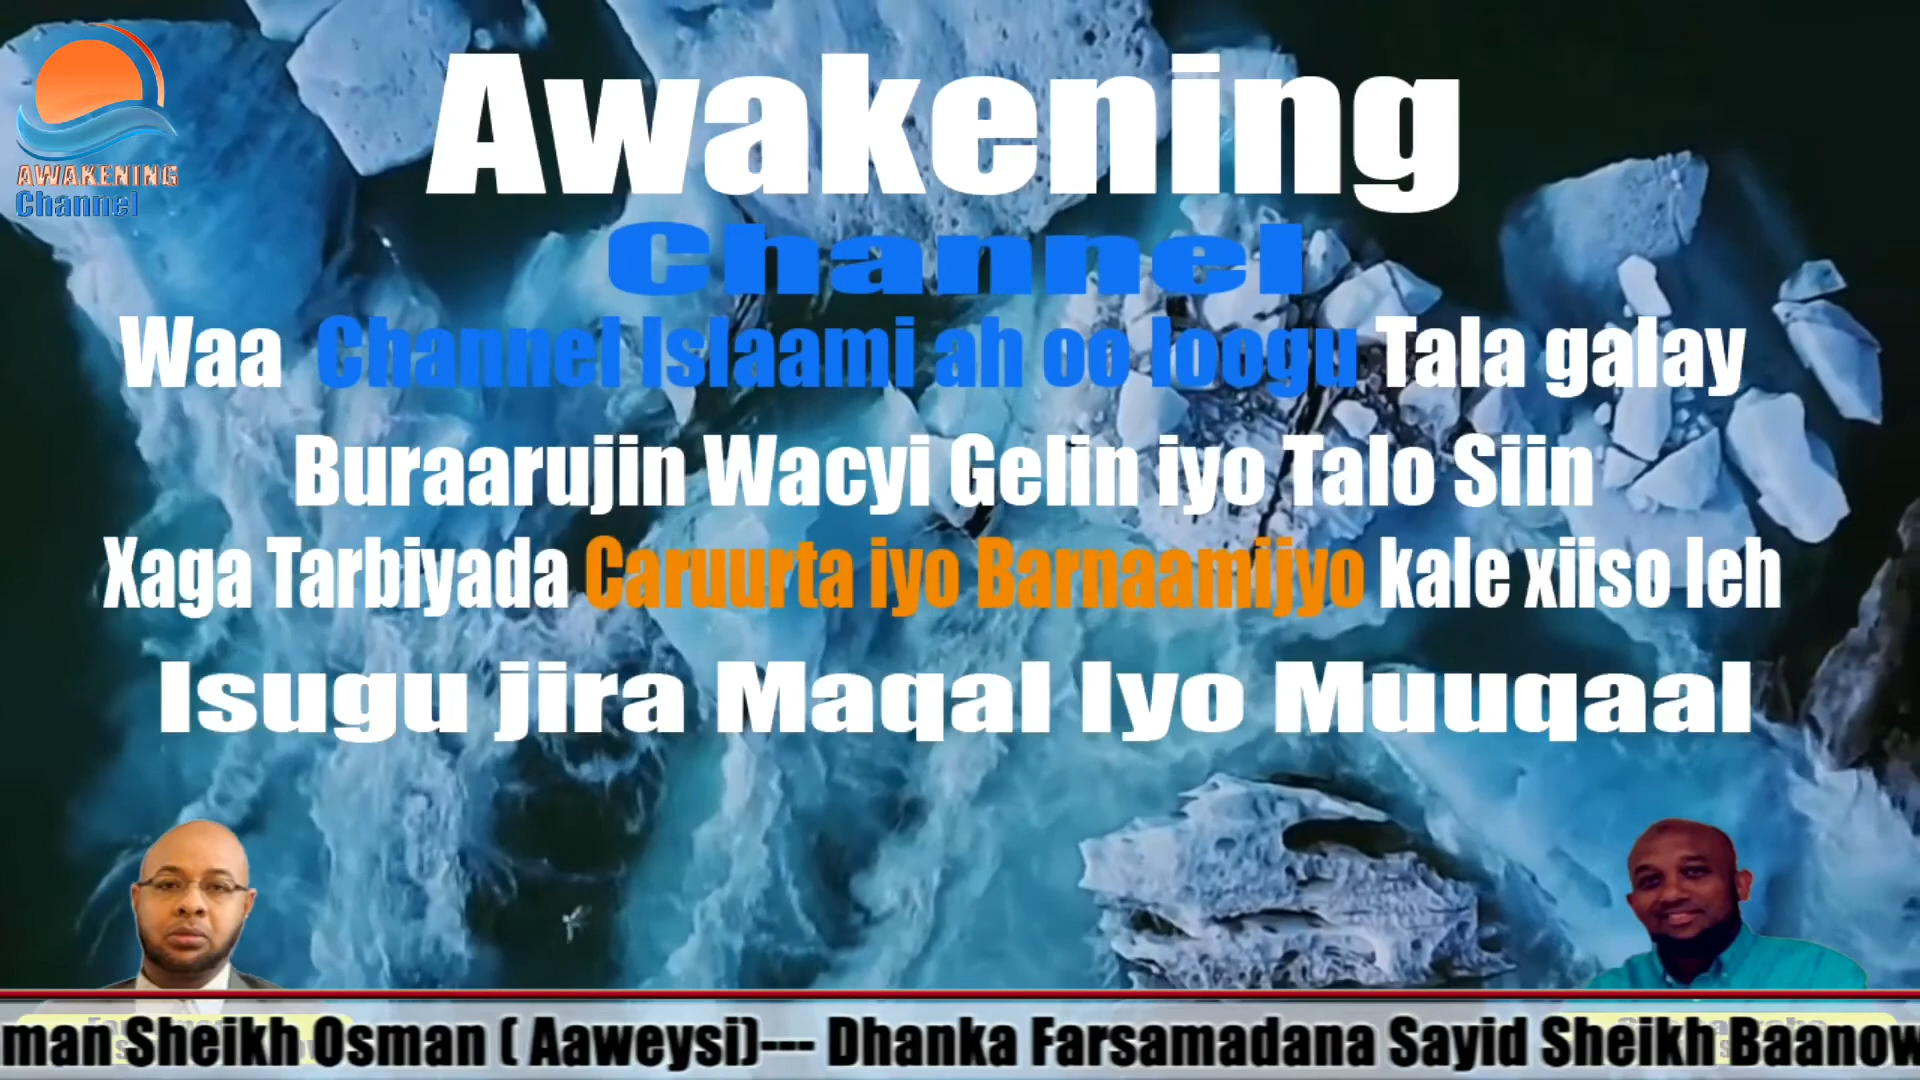 AWAKENING
Channel
Awakening
Channel
Waa Channel Islaami ah oo loogu Tala galay
Buraarujin Wacyi Gelin iyo Talo Siin
Xaga Tarbiyada Caruurta iyo Barnaamijyo kale xiiso leh
Isugu jira Maqal Iyo Muuqaal
man Sheikh Osman ( Aaweysi)--- Dhanka Farsamadana Sayid Sheikh Baanow